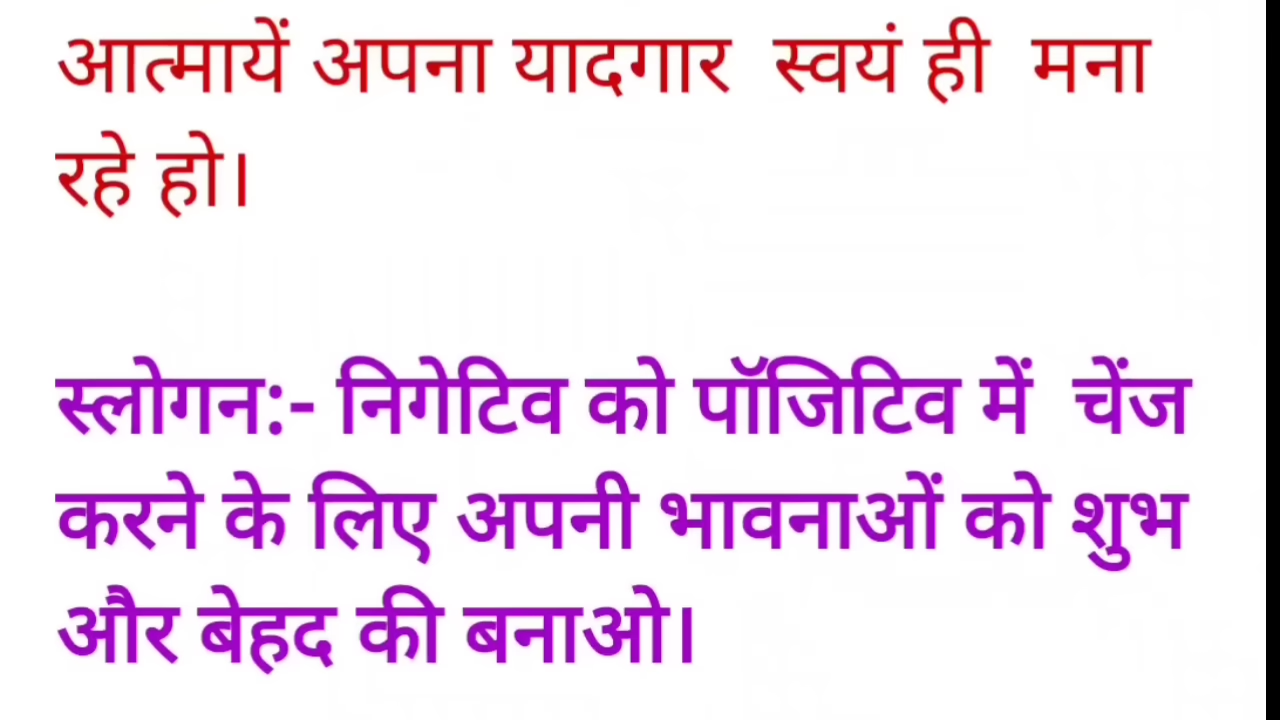 आत्मायें अपना यादगार स्वयं ही मना
रहे हो।
स्लोगन:- निगेटिव को पॉजिटिव में चेंज
करने के लिए अपनी भावनाओं को शुभ
और बेहद की बनाओ।